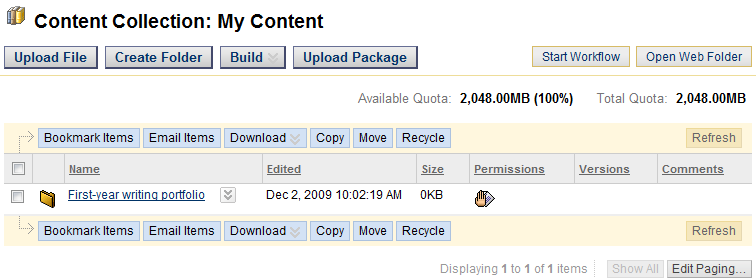 Content Collection: My Content
Upload File Create Folder Build Upload Package Start Workflow Open Web Folder
Available Quota: 2,048.00MB (100%) Total Quota: 2,048.00MB
Bookmark Items Email Items Download Copy Move Recycle Refresh
Name Edited Size Permissions Versions Comments
First-year writing portfolio Dec 2, 2009 10:02:19 AM 0KB
Bookmark Items Email Items Download Copy Move Recycle Refresh
Displaying 1 to 1 of 1 items Show All Edit Paging...